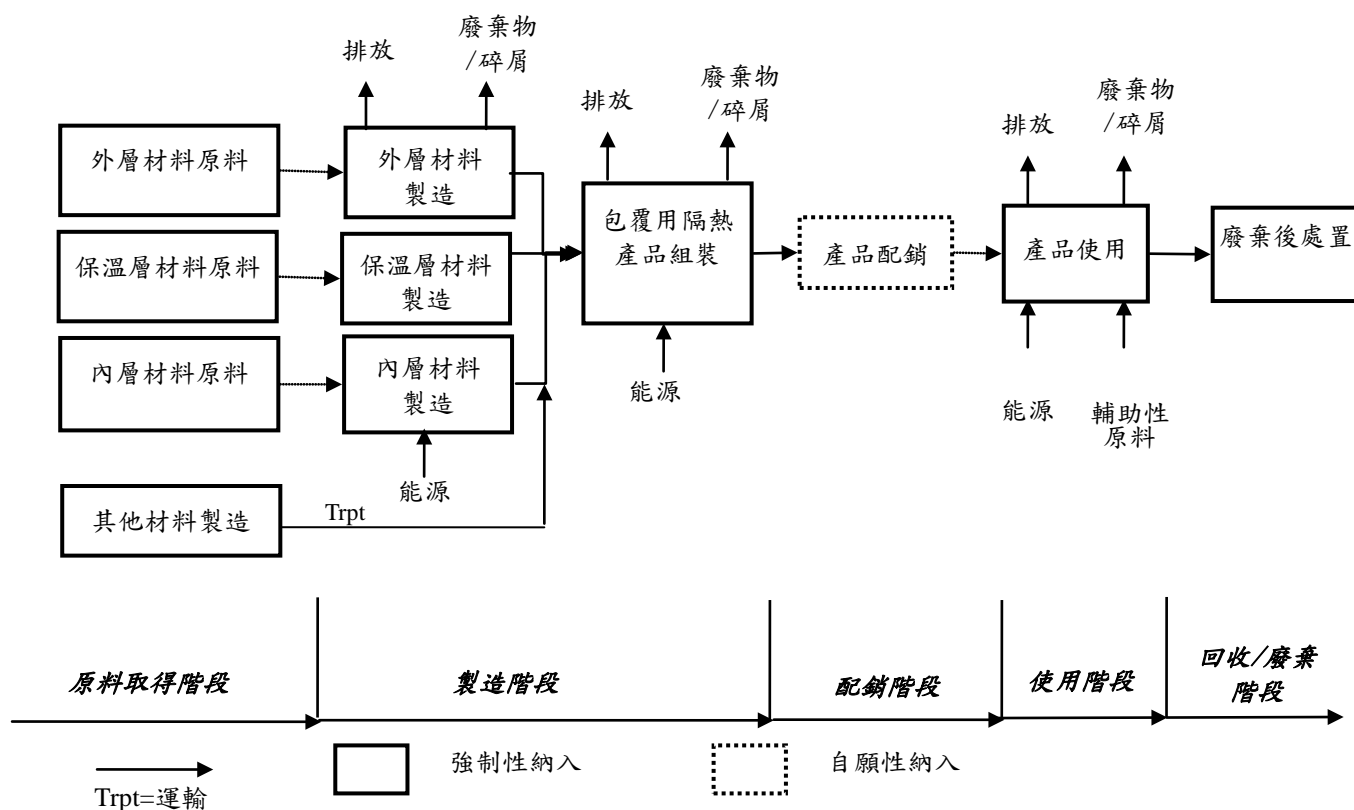 排放
廢棄物
/碎屑
排放
廢棄物
/碎屑
排放
廢棄物
/碎屑
外層材料原料
外層材料
製造
保溫層材料原料
保溫層材料
製造
內層材料原料
內層材料
製造
包覆用隔熱
產品組裝
產品配銷
產品使用
廢棄後處置
能源
能源
輔助性
原料
能源
其他材料製造
Trpt
原料取得階段
製造階段
配銷階段
使用階段
回收/廢棄
階段
強制性納入
自願性納入
Trpt=運輸